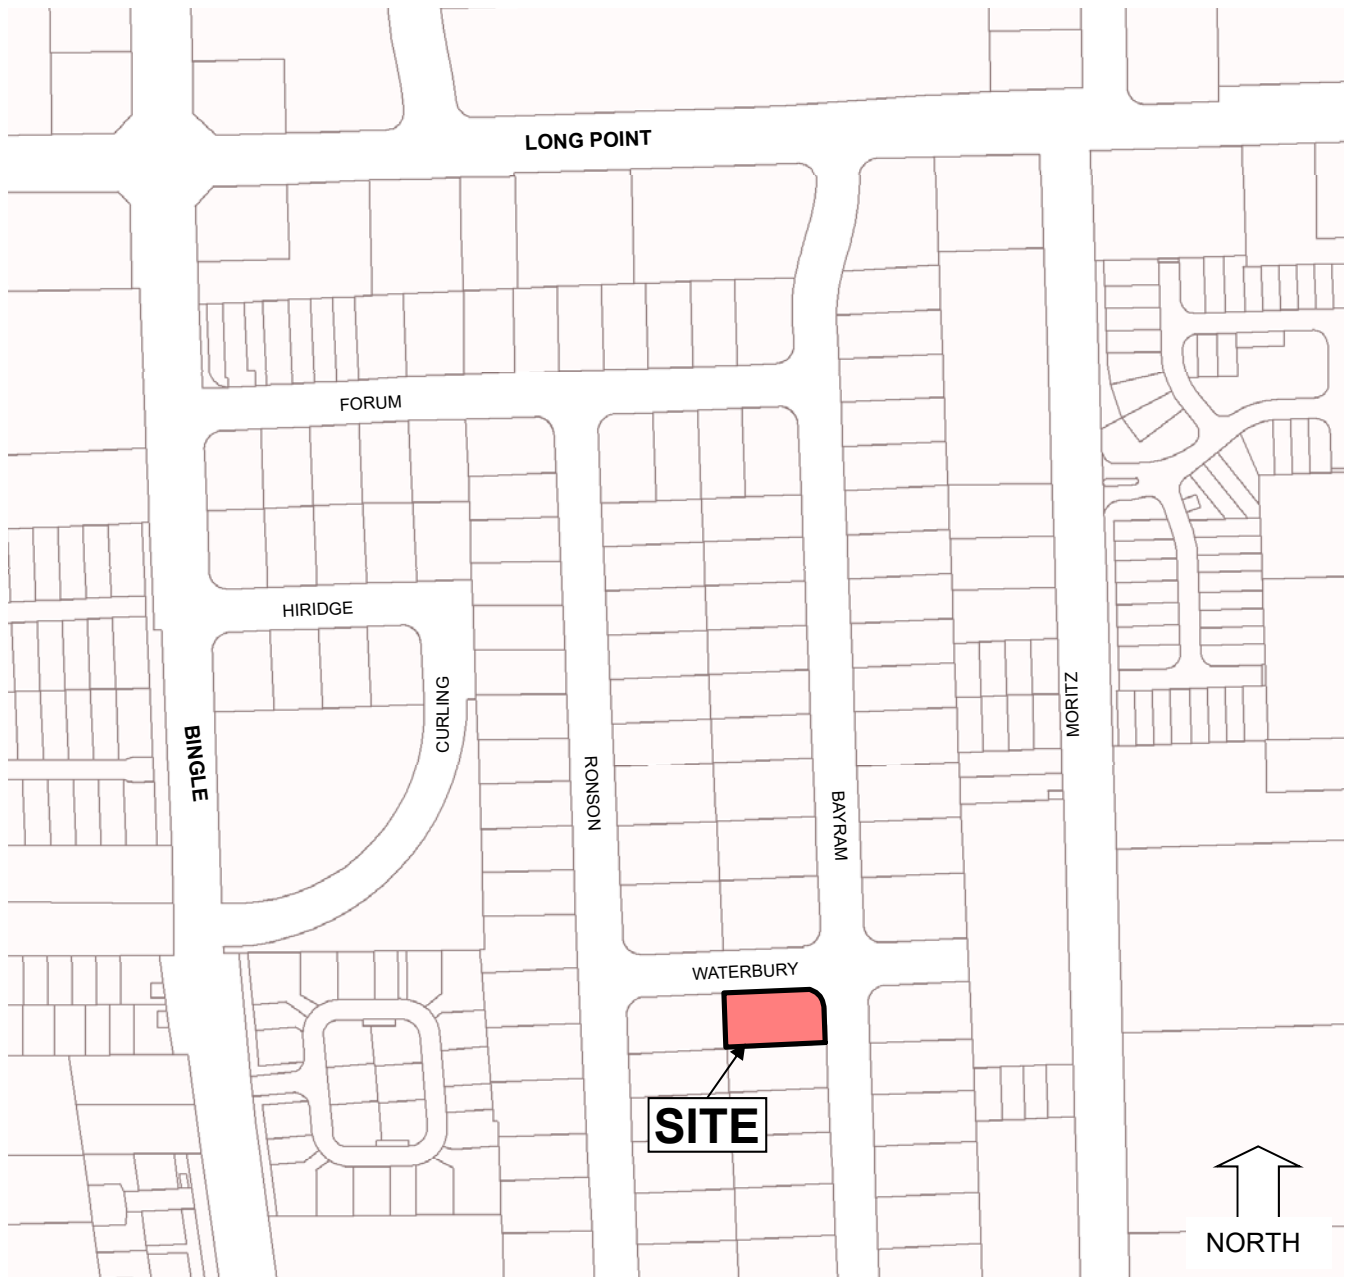 LONG POINT
FORUM
HIRIDGE
CURLING
MORITZ
BINGLE
RONSON
BAYRAM
WATERBURY
SITE
NORTH